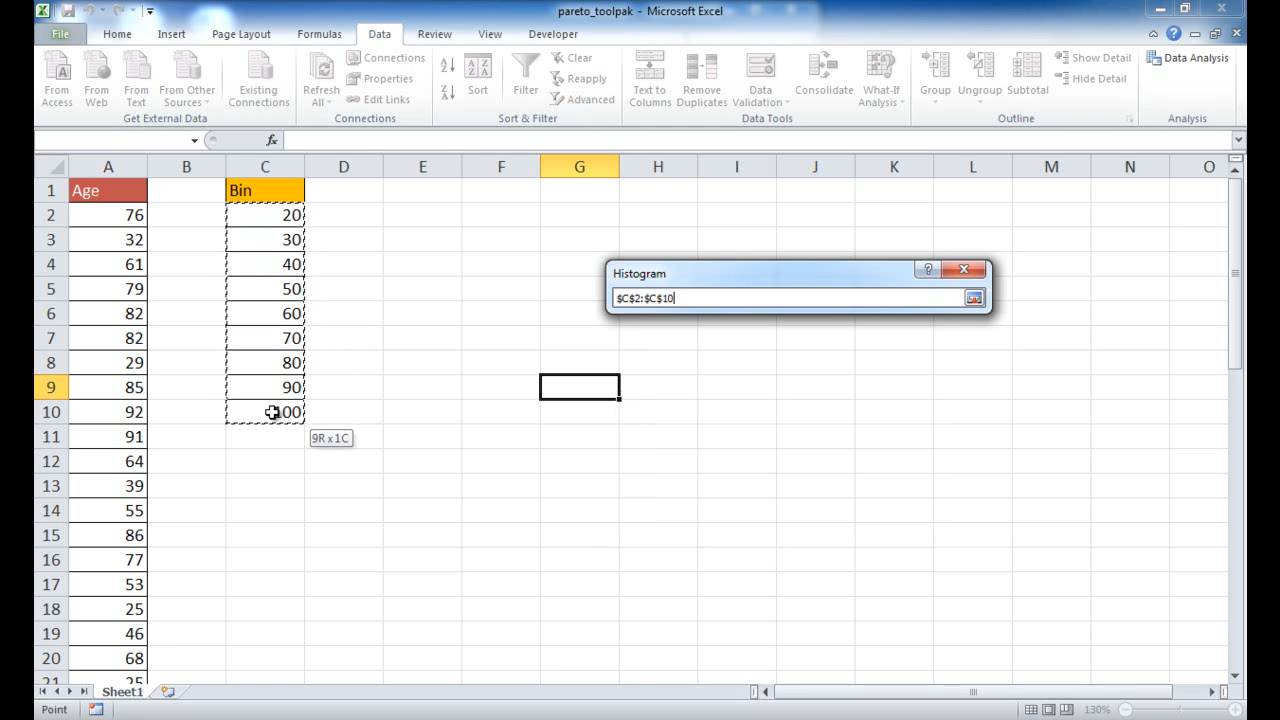 pareto_toolpak - Microsoft Excel
File Home Insert Page Layout Formulas Data Review View Developer
From Access
From Web
From Text
From Other Sources
Existing Connections
Get External Data
Refresh All
Connections
Properties
Edit Links
Connections
Sort
Filter
Clear
Reapply
Advanced
Sort & Filter
Text to Columns
Remove Duplicates
Data Validation
Consolidate
What-If Analysis
Data Tools
Group
Ungroup
Subtotal
Show Detail
Hide Detail
Outline
Data Analysis
Analysis
fx
A B C D E F G H I J K L M N O
1 Age Bin
2 76 20
3 32 30
4 61 40
5 79 50
6 82 60
7 82 70
8 29 80
9 85 90
10 92 100
11 91
12 64
13 39
14 55
15 86
16 77
17 53
18 25
19 46
20 68
21 25
Histogram
$C$2:$C$10
9R x 1C
Sheet1
Point
130%